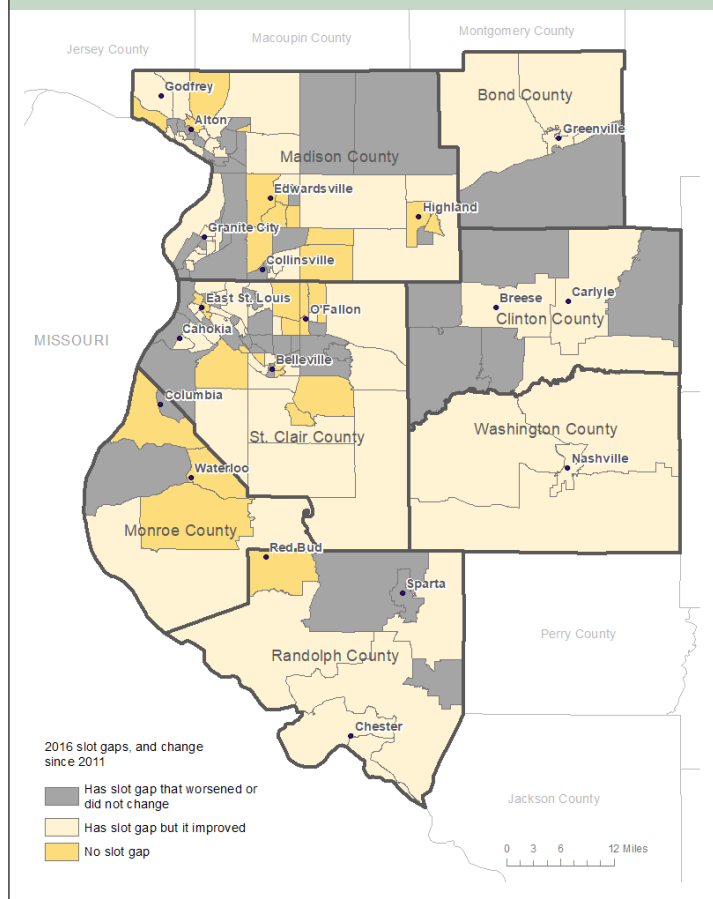 Jersey County
Macoupin County
Montgomery County
Godfrey
Bond County
Alton
Greenville
Madison County
Edwardsville
Highland
Granite City
Collinsville
East St. Louis
O'Fallon
Breese
Carlyle
Clinton County
MISSOURI
Cahokia
Belleville
Columbia
St. Clair County
Washington County
Waterloo
Nashville
Monroe County
Red Bud
Sparta
Perry County
Randolph County
Chester
2016 slot gaps, and change
since 2011
Has slot gap that worsened or
did not change
Has slot gap but it improved
No slot gap
Jackson County
0 3 6 12 Miles